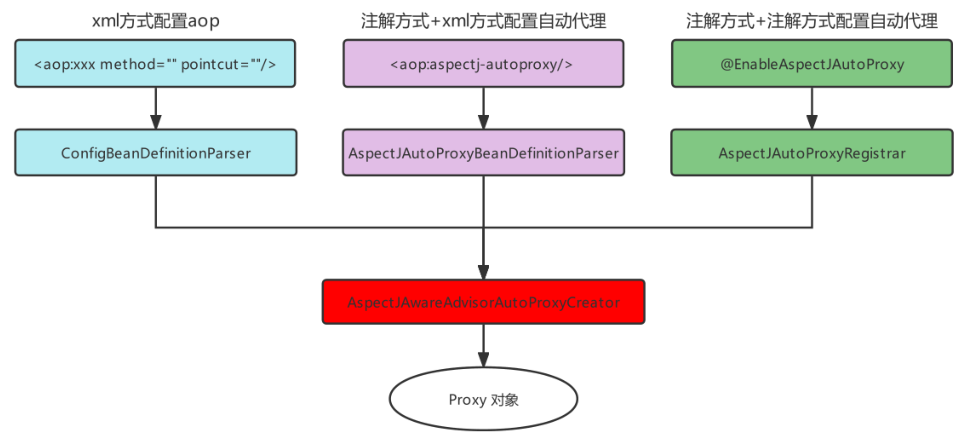 xml方式配置aop
注解方式+xml方式配置自动代理
注解方式+注解方式配置自动代理
<aop:xxx method="" pointcut=""/>
<aop:aspectj-autoproxy/>
@EnableAspectJAutoProxy
ConfigBeanDefinitionParser
AspectJAutoProxyBeanDefinitionParser
AspectJAutoProxyRegistrar
AspectJAwareAdvisorAutoProxyCreator
Proxy 对象